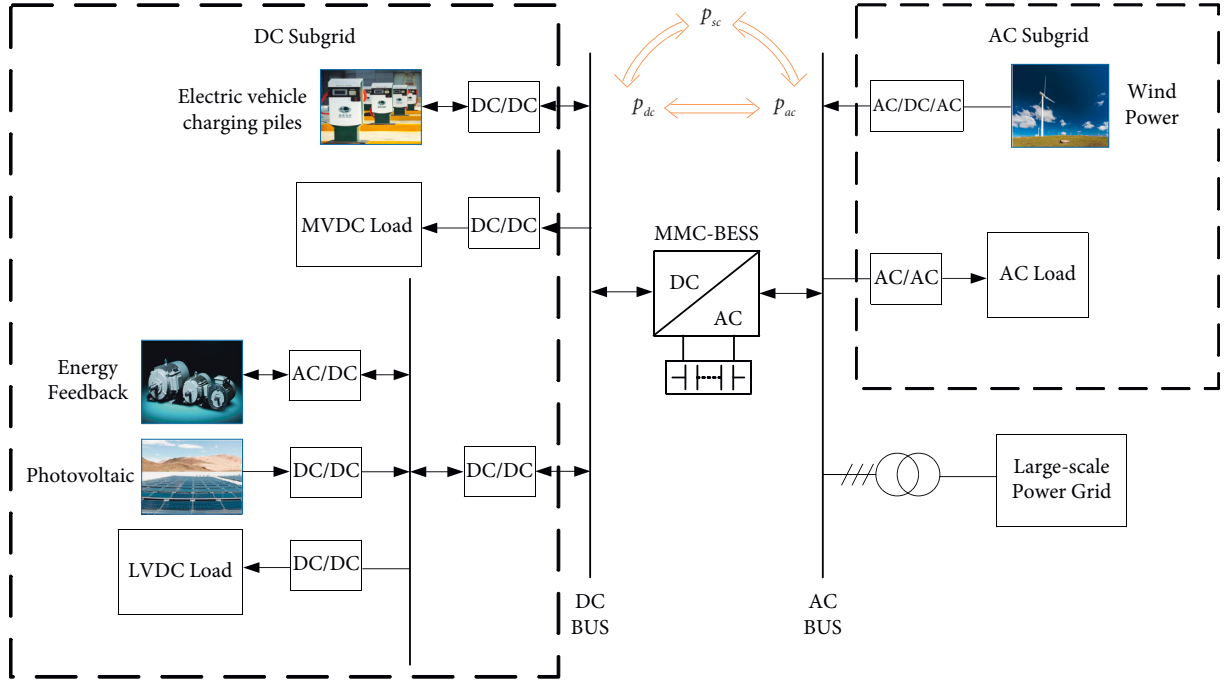 DC Subgrid
Electric vehicle
charging piles
DC/DC
MVDC Load
DC/DC
Energy
Feedback
AC/DC
Photovoltaic
DC/DC
DC/DC
LVDC Load
DC/DC
DC
BUS
p_sc
p_dc
p_ac
MMC-BESS
DC
AC
AC
BUS
AC Subgrid
AC/DC/AC
Wind
Power
AC/AC
AC Load
Large-scale
Power Grid